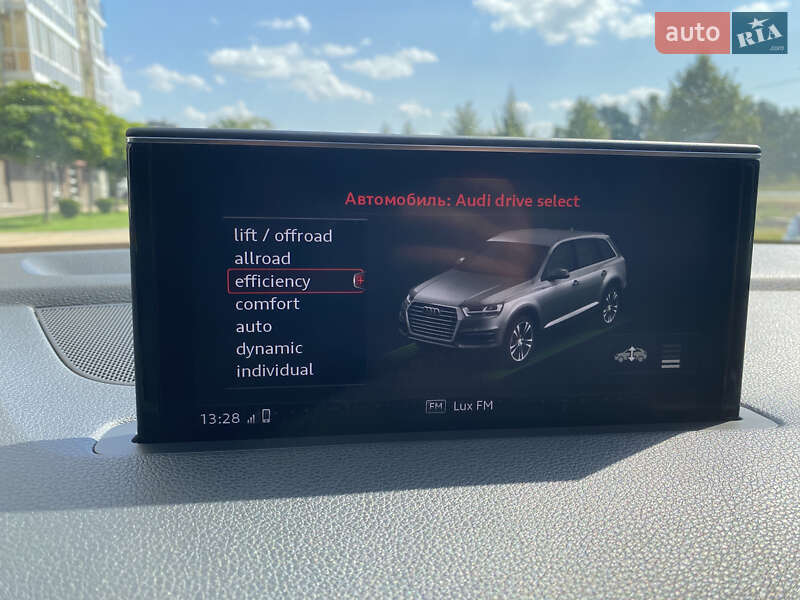 auto RIA
.com
Автомобиль: Audi drive select
lift / offroad
allroad
efficiency
comfort
auto
dynamic
individual
FM Lux FM
13:28